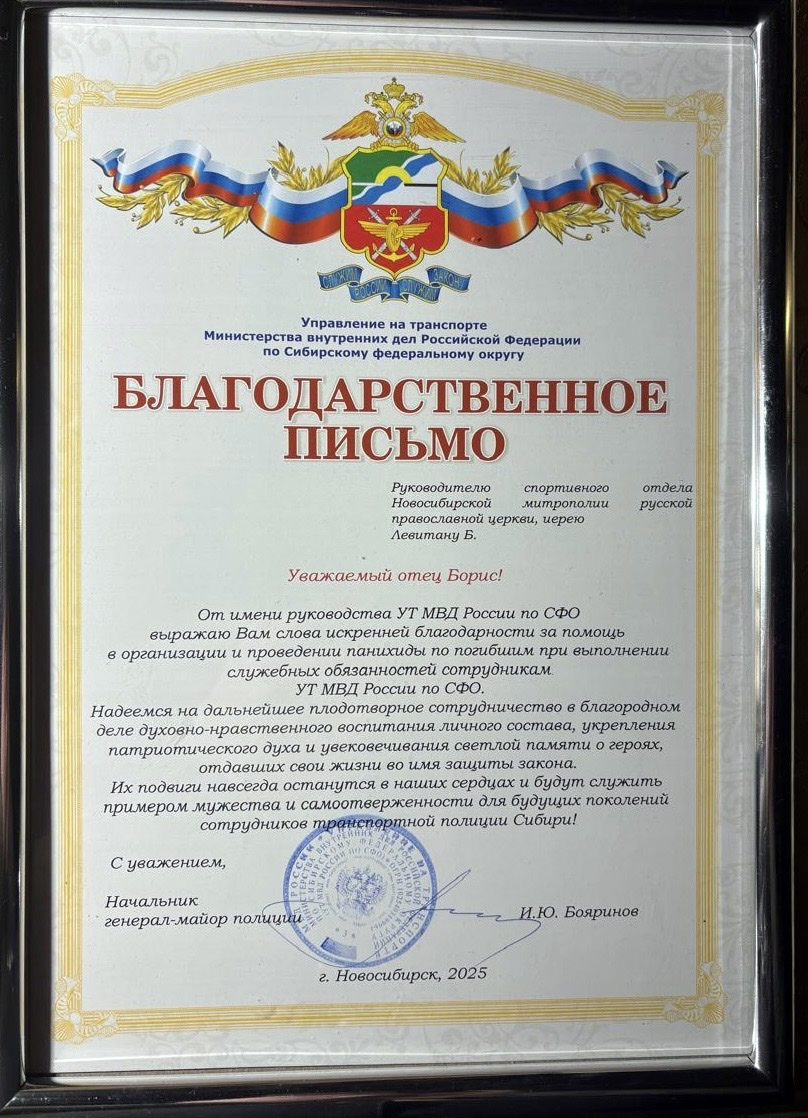 СЛУЖИМ РОССИИ СЛУЖИМ ЗАКОНУ
Управление на транспорте
Министерства внутренних дел Российской Федерации
по Сибирскому федеральному округу
БЛАГОДАРСТВЕННОЕ
ПИСЬМО
Руководителю спортивного отдела
Новосибирской митрополии русской
православной церкви, иерею
Левитану Б.
Уважаемый отец Борис!
От имени руководства УТ МВД России по СФО
выражаю Вам слова искренней благодарности за помощь
в организации и проведении панихиды по погибшим при выполнении
служебных обязанностей сотрудникам
УТ МВД России по СФО.
Надеемся на дальнейшее плодотворное сотрудничество в благородном
деле духовно-нравственного воспитания личного состава, укрепления
патриотического духа и увековечивания светлой памяти о героях,
отдавших свои жизни во имя защиты закона.
Их подвиги навсегда останутся в наших сердцах и будут служить
примером мужества и самоотверженности для будущих поколений
сотрудников транспортной полиции Сибири!
С уважением,
Начальник
генерал-майор полиции
И.Ю. Бояринов
г. Новосибирск, 2025